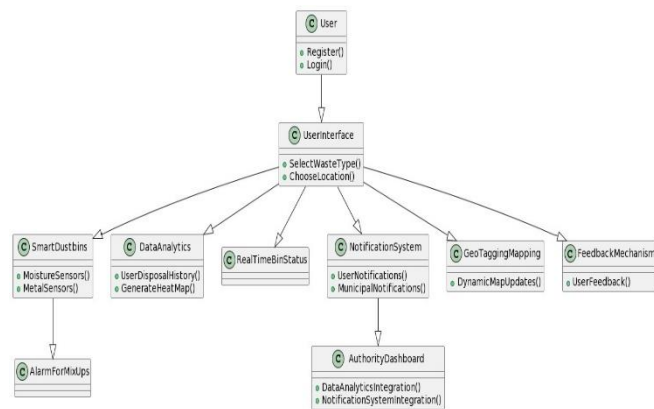 C User
Register()
Login()
C UserInterface
SelectWasteType()
ChooseLocation()
C SmartDustbins
MoistureSensors()
MetalSensors()
C DataAnalytics
UserDisposalHistory()
GenerateHeatMap()
C RealTimeBinStatus
C NotificationSystem
UserNotifications()
MunicipalNotifications()
C GeoTaggingMapping
DynamicMapUpdates()
C FeedbackMechanism
UserFeedback()
C AlarmForMixUps
C AuthorityDashboard
DataAnalyticsIntegration()
NotificationSystemIntegration()